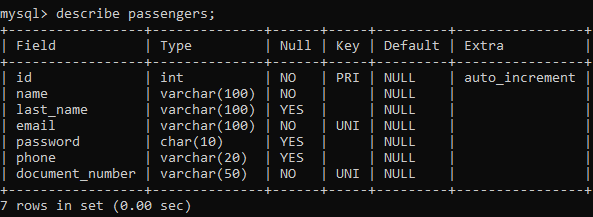 mysql> describe passengers;
+-----------------+--------------+------+-----+---------+----------------+
| Field           | Type         | Null | Key | Default | Extra          |
+-----------------+--------------+------+-----+---------+----------------+
| id              | int          | NO   | PRI | NULL    | auto_increment |
| name            | varchar(100) | NO   |     | NULL    |                |
| last_name       | varchar(100) | YES  |     | NULL    |                |
| email           | varchar(100) | NO   | UNI | NULL    |                |
| password        | char(10)     | YES  |     | NULL    |                |
| phone           | varchar(20)  | YES  |     | NULL    |                |
| document_number | varchar(50)  | NO   | UNI | NULL    |                |
+-----------------+--------------+------+-----+---------+----------------+
7 rows in set (0.00 sec)